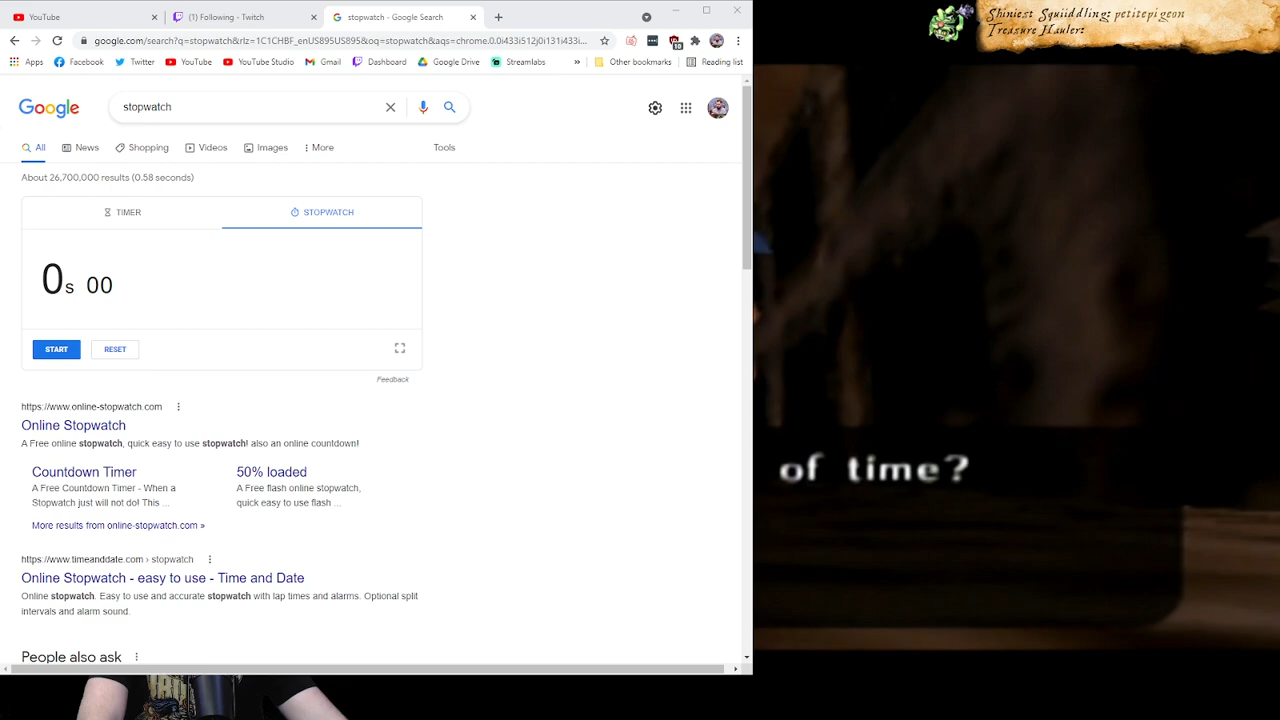 YouTube
(1) Following - Twitch
stopwatch - Google Search
google.com/search?q=stopwatch&rlz=1C1CHBF_enUS895US895&oq=stopwatch&aqs=chrome.0.0i433i512j0i131i433i...
10
Apps
Facebook
Twitter
YouTube
YouTube Studio
Gmail
Dashboard
Google Drive
Streamlabs
»
Other bookmarks
Reading list
Google
stopwatch
All
News
Shopping
Videos
Images
More
Tools
About 26,700,000 results (0.58 seconds)
TIMER
STOPWATCH
0s 00
START
RESET
Feedback
https://www.online-stopwatch.com
Online Stopwatch
A Free online stopwatch, quick easy to use stopwatch! also an online countdown!
Countdown Timer
A Free Countdown Timer - When a
Stopwatch just will not do! This ...
50% loaded
A Free flash online stopwatch,
quick easy to use flash ...
More results from online-stopwatch.com »
https://www.timeanddate.com › stopwatch
Online Stopwatch - easy to use - Time and Date
Online stopwatch. Easy to use and accurate stopwatch with lap times and alarms. Optional split
intervals and alarm sound.
People also ask
Shiniest Squiddling: petitepigeon
Treasure Hauler:
of time?